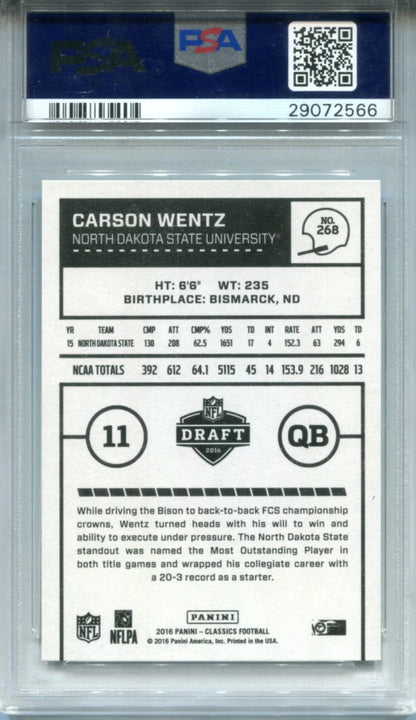 PSA
PSA
29072566
CARSON WENTZ
NORTH DAKOTA STATE UNIVERSITY®
NO.
268
HT: 6'6" WT: 235
BIRTHPLACE: BISMARCK, ND
YR TEAM CMP ATT CMP% YDS TD INT RATE ATT YDS TD
15 NORTH DAKOTA STATE 130 208 62.5 1651 17 4 152.3 63 294 6
NCAA TOTALS 392 612 64.1 5115 45 14 153.9 216 1028 13
11
NFL
DRAFT
2016
QB
While driving the Bison to back-to-back FCS championship
crowns, Wentz turned heads with his will to win and
ability to execute under pressure. The North Dakota State
standout was named the Most Outstanding Player in
both title games and wrapped his collegiate career with
a 20-3 record as a starter.
NFL
NFLPA
PANINI
2016 PANINI - CLASSICS FOOTBALL
© 2016 Panini America, Inc. Printed in the USA.